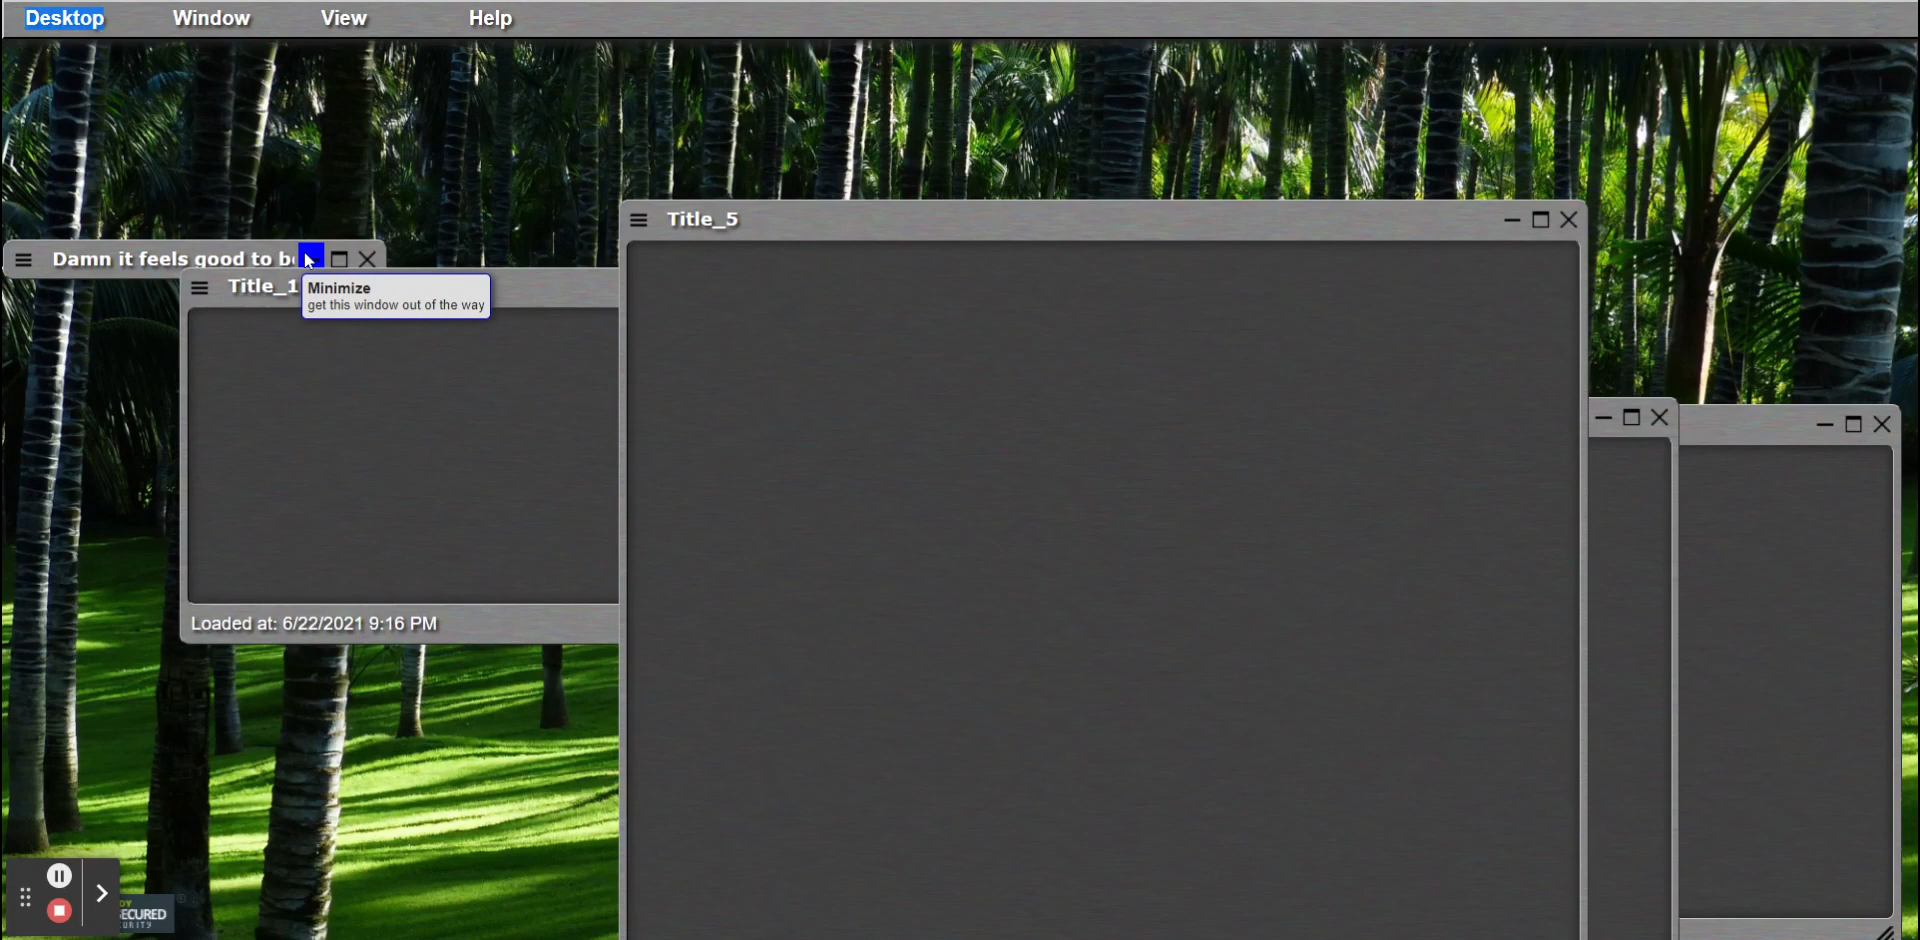 Desktop Window View Help
Title_5
Damn it feels good to b
Title_1
Minimize
get this window out of the way
Loaded at: 6/22/2021 9:16 PM
ECURED